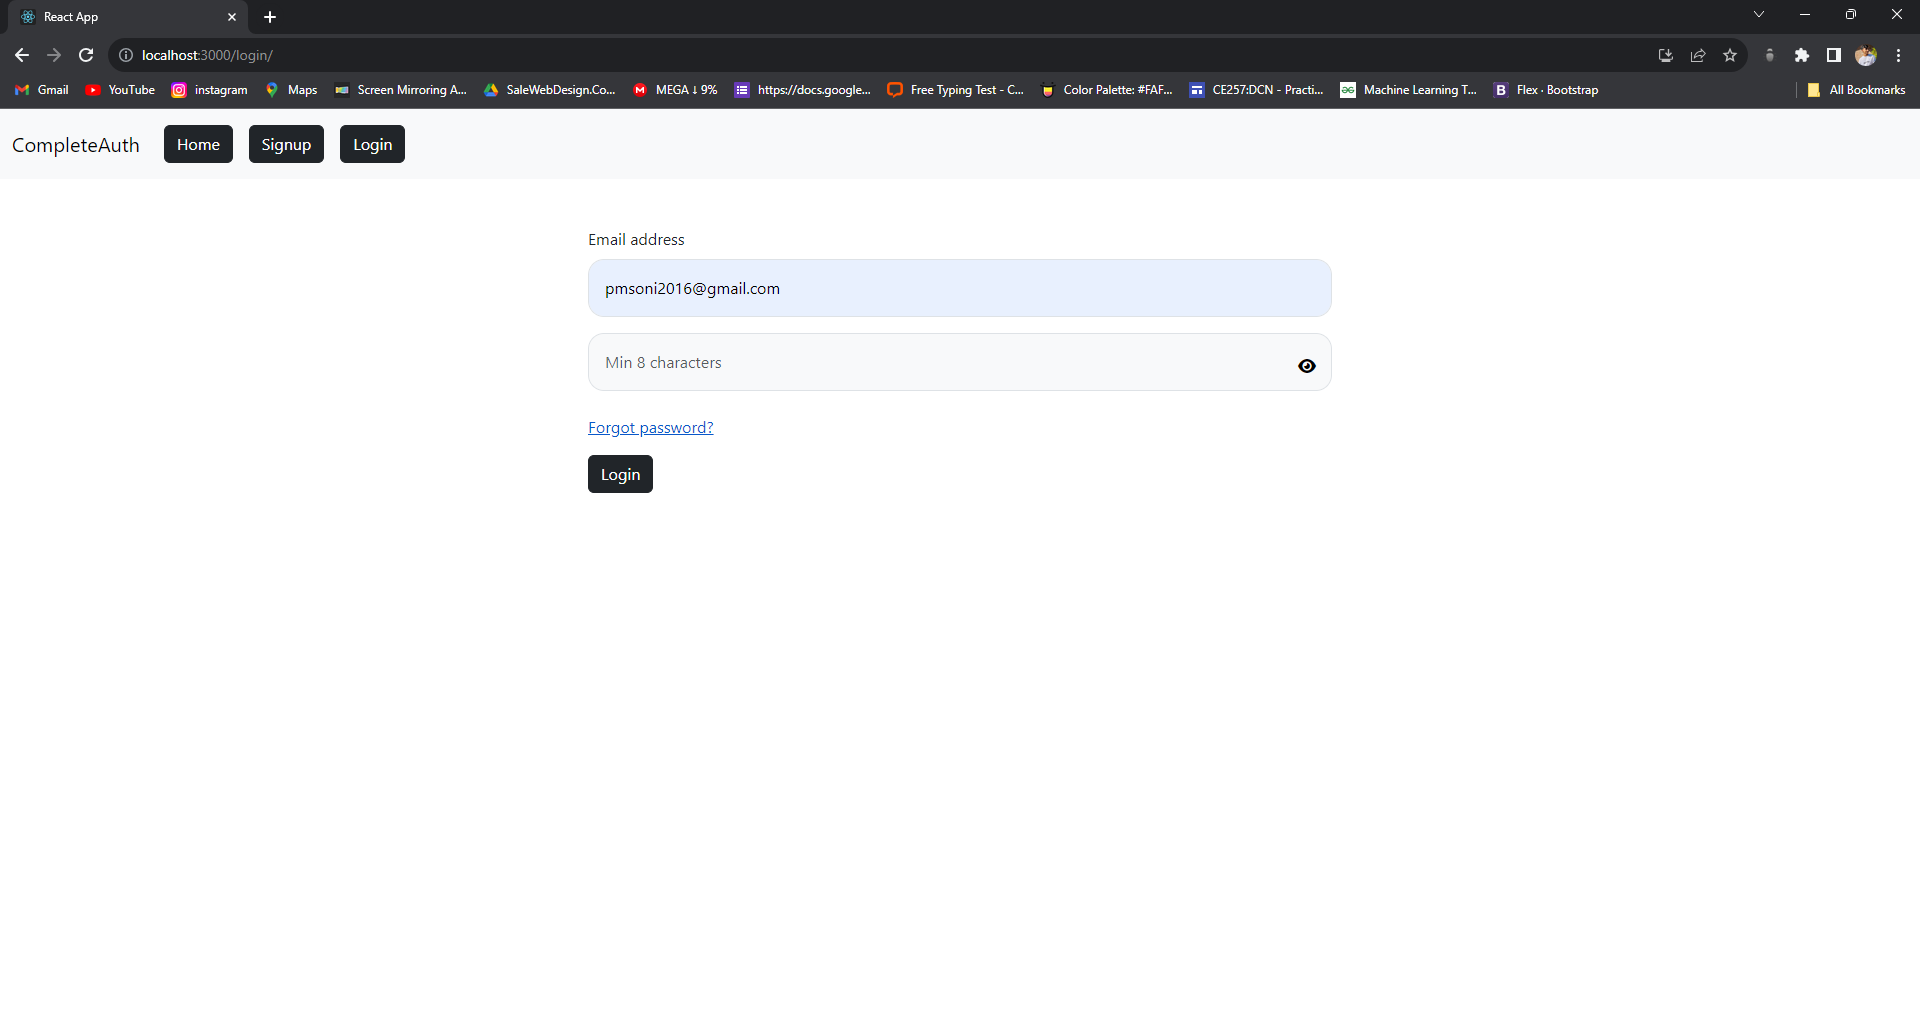 React App
localhost:3000/login/
Gmail YouTube instagram Maps Screen Mirroring A... SaleWebDesign.Co... MEGA ⭣ 9% https://docs.google... Free Typing Test - C... Color Palette: #FAF... CE257:DCN - Practi... Machine Learning T... Flex · Bootstrap All Bookmarks
CompleteAuth Home Signup Login
Email address
pmsoni2016@gmail.com
Min 8 characters
Forgot password?
Login